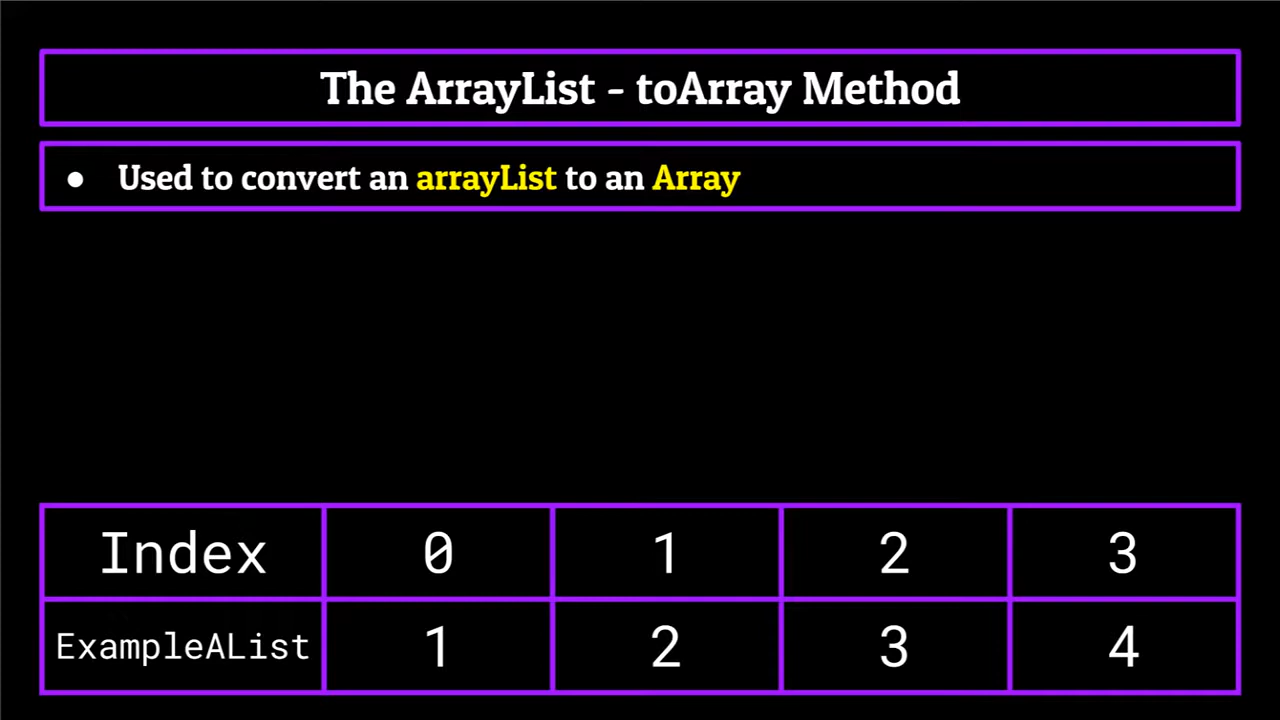 The ArrayList - toArray Method
● Used to convert an arrayList to an Array
Index 0 1 2 3
ExampleAList 1 2 3 4